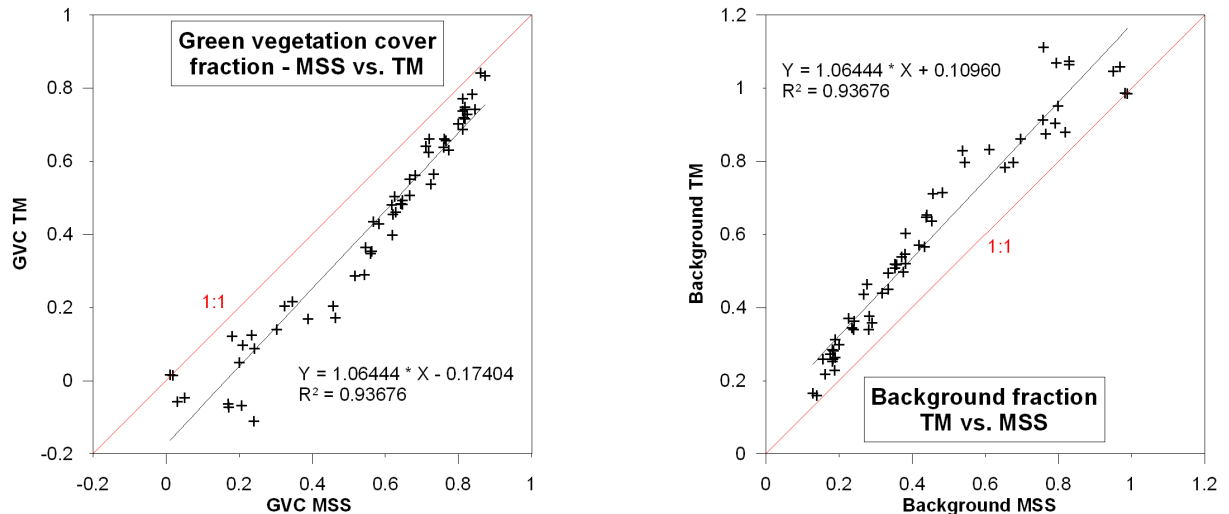 Green vegetation cover
fraction - MSS vs. TM
1
0.8
0.6
0.4
0.2
0
-0.2
GVC TM
1:1
Y = 1.06444 * X - 0.17404
R² = 0.93676
-0.2
0
0.2
0.4
0.6
0.8
1
GVC MSS
1.2
1
0.8
0.6
0.4
0.2
0
Background TM
Y = 1.06444 * X + 0.10960
R² = 0.93676
1:1
Background fraction
TM vs. MSS
0
0.2
0.4
0.6
0.8
1
1.2
Background MSS